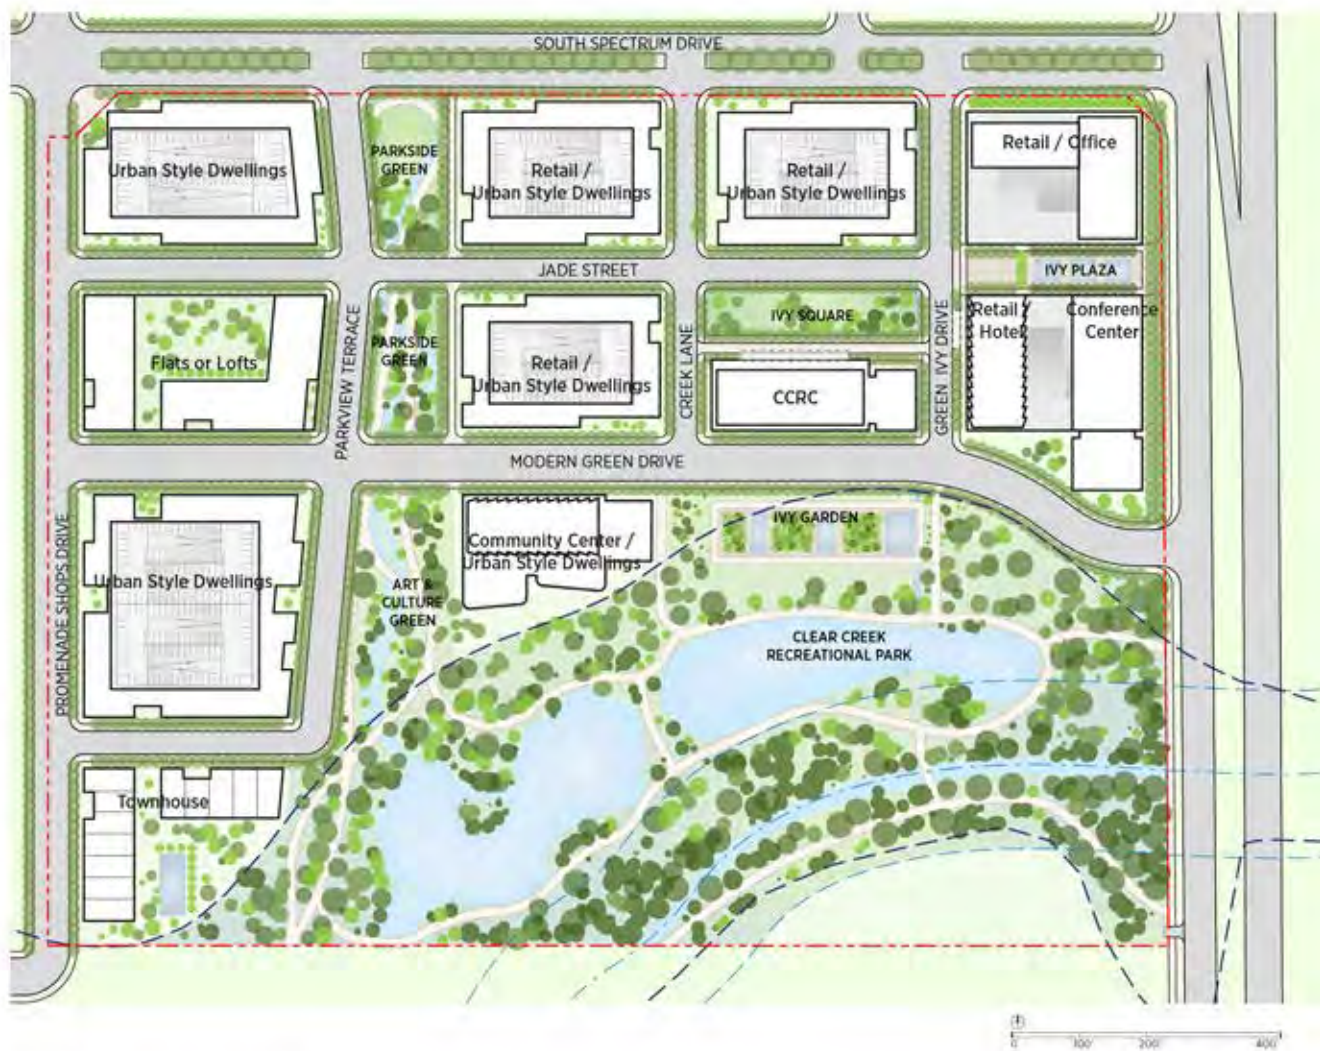 SOUTH SPECTRUM DRIVE
Urban Style Dwellings
PARKSIDE
GREEN
Retail /
Urban Style Dwellings
Retail /
Urban Style Dwellings
Retail / Office
JADE STREET
IVY PLAZA
Flats or Lofts
PARKVIEW TERRACE
PARKSIDE
GREEN
Retail /
Urban Style Dwellings
CREEK LANE
IVY SQUARE
CCRC
GREEN IVY DRIVE
Retail /
Hotel
Conference
Center
MODERN GREEN DRIVE
PROMENADE SHOPS DRIVE
Urban Style Dwellings
ART &
CULTURE
GREEN
Community Center /
Urban Style Dwellings
IVY GARDEN
CLEAR CREEK
RECREATIONAL PARK
Townhouse
0 100 200 400